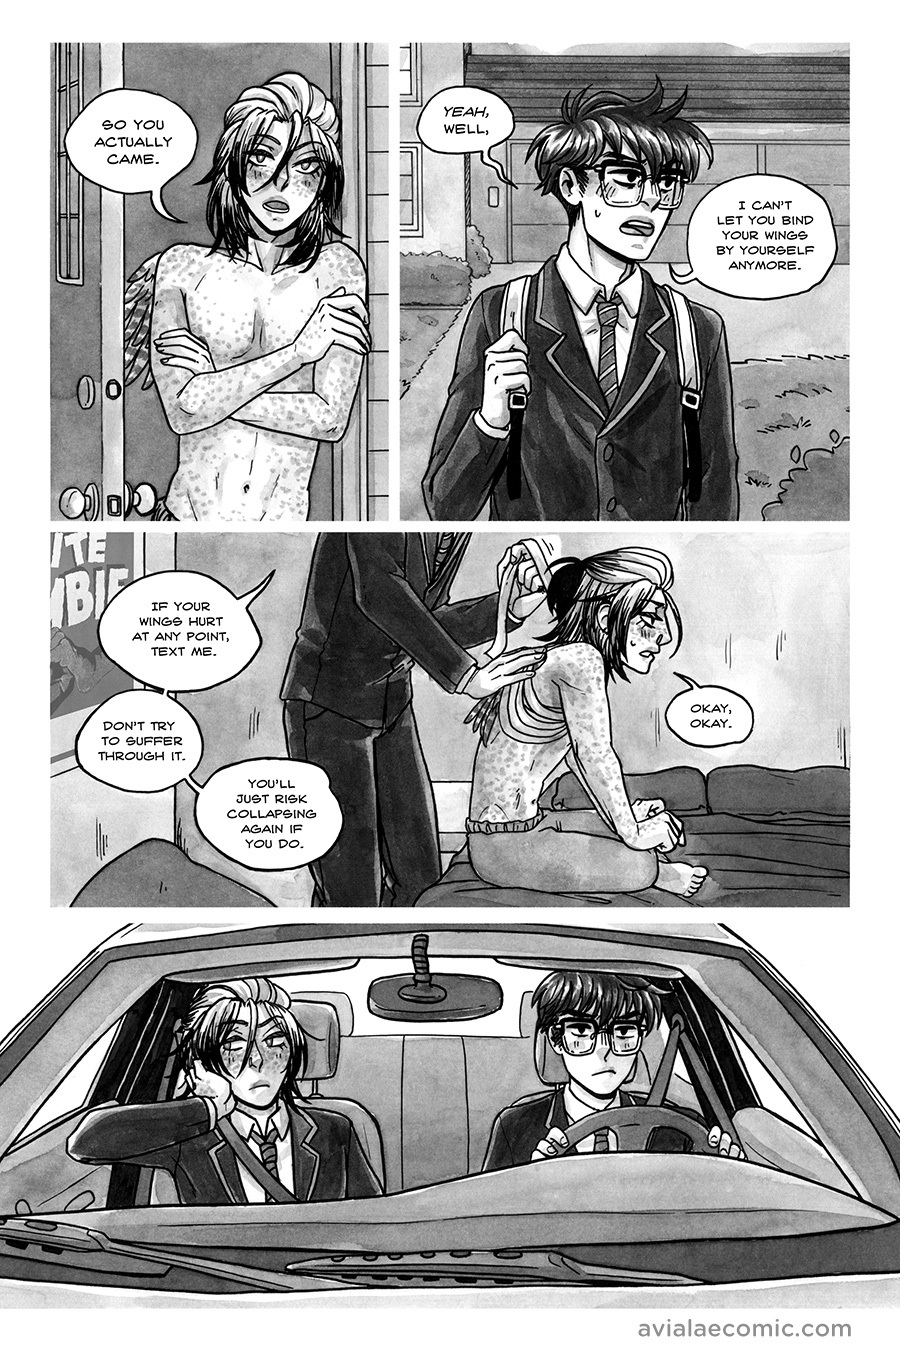 SO YOU
ACTUALLY
CAME.
YEAH,
WELL,
I CAN'T
LET YOU BIND
YOUR WINGS
BY YOURSELF
ANYMORE.
ITE
MBIE
IF YOUR
WINGS HURT
AT ANY POINT,
TEXT ME.
DON'T TRY
TO SUFFER
THROUGH IT.
YOU'LL
JUST RISK
COLLAPSING
AGAIN IF
YOU DO.
OKAY,
OKAY.
avialaecomic.com